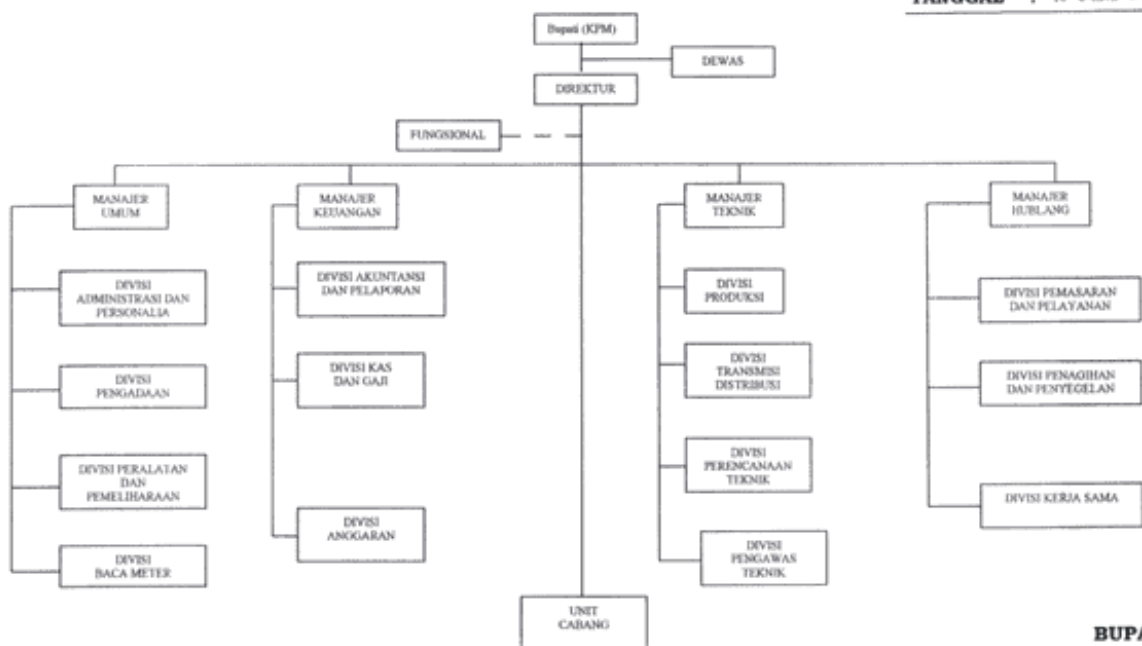 TANGGAL :
Bupati (KPM)
DEWAS
DIREKTUR
FUNGSIONAL
MANAJER
UMUM
MANAJER
KEUANGAN
MANAJER
TEKNIK
MANAJER
HUBLANG
DIVISI
ADMINISTRASI DAN
PERSONALIA
DIVISI AKUNTANSI
DAN PELAPORAN
DIVISI
PRODUKSI
DIVISI PEMASARAN
DAN PELAYANAN
DIVISI
PENGADAAN
DIVISI KAS
DAN GAJI
DIVISI
TRANSMISI
DISTRIBUSI
DIVISI PENAGIHAN
DAN PENYEGELAN
DIVISI PERALATAN
DAN
PEMELIHARAAN
DIVISI
ANGGARAN
DIVISI
PERENCANAAN
TEKNIK
DIVISI KERJA SAMA
DIVISI
BACA METER
DIVISI
PENGAWAS
TEKNIK
UNIT
CABANG
BUPA